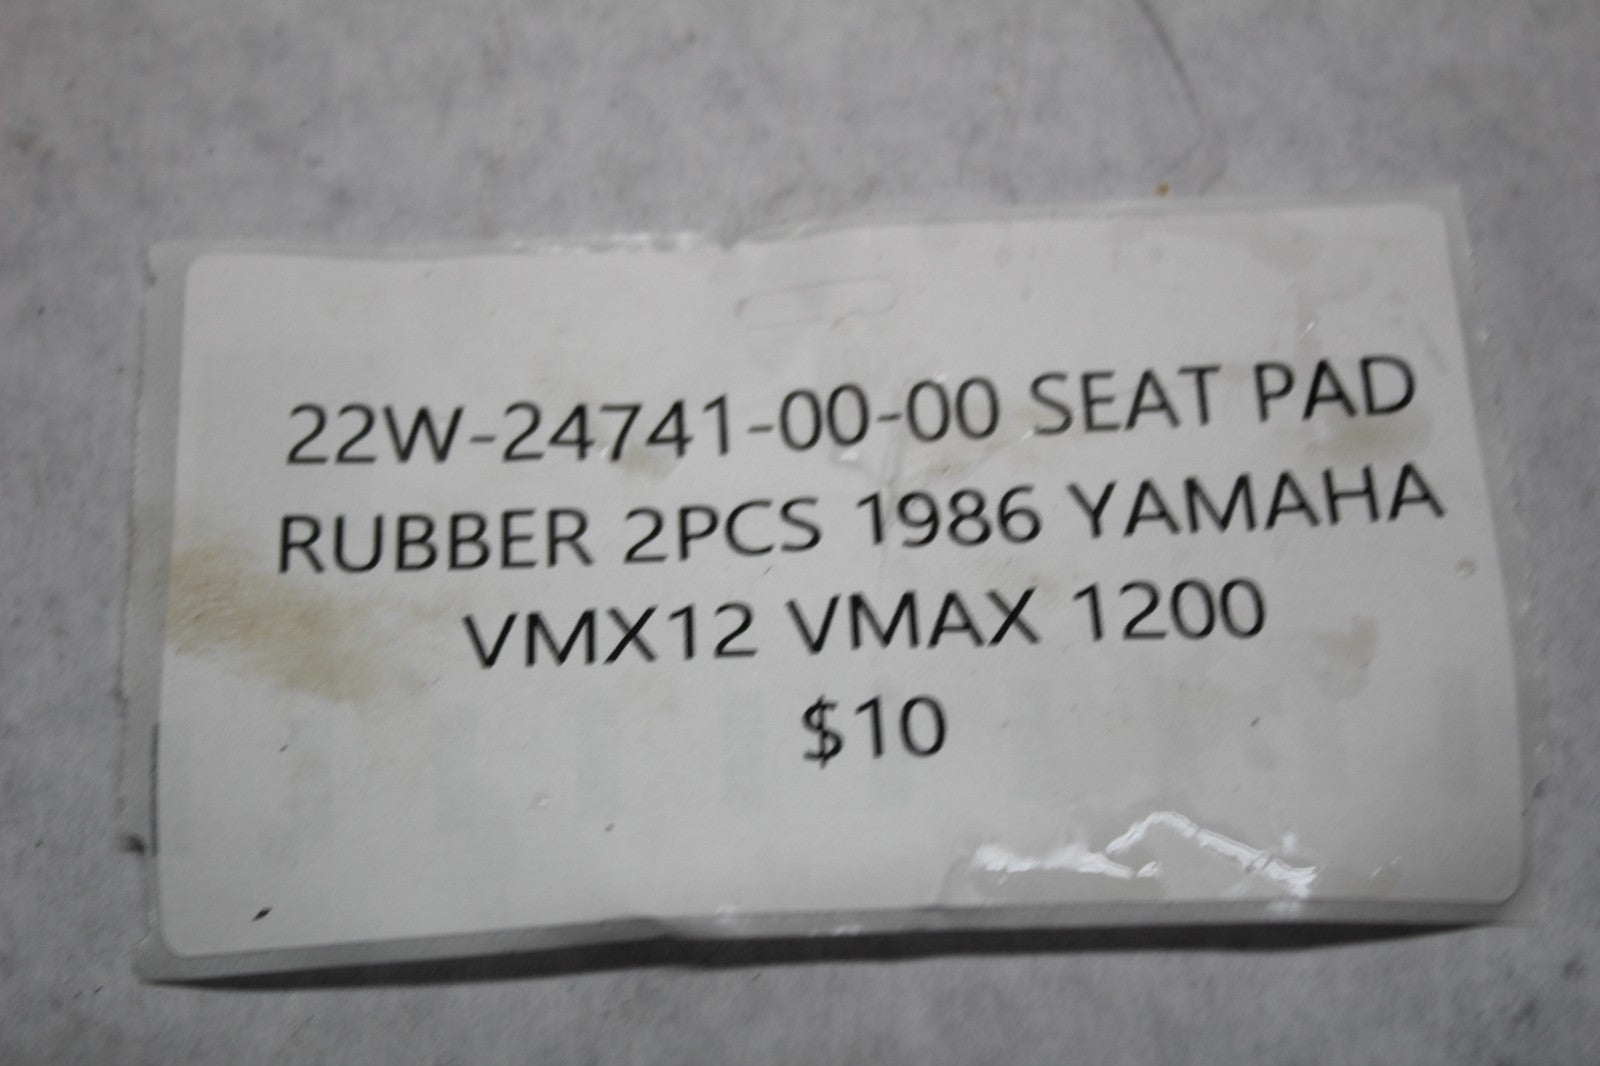 22W-24741-00-00 SEAT PAD
RUBBER 2PCS 1986 YAMAHA
VMX12 VMAX 1200
$10